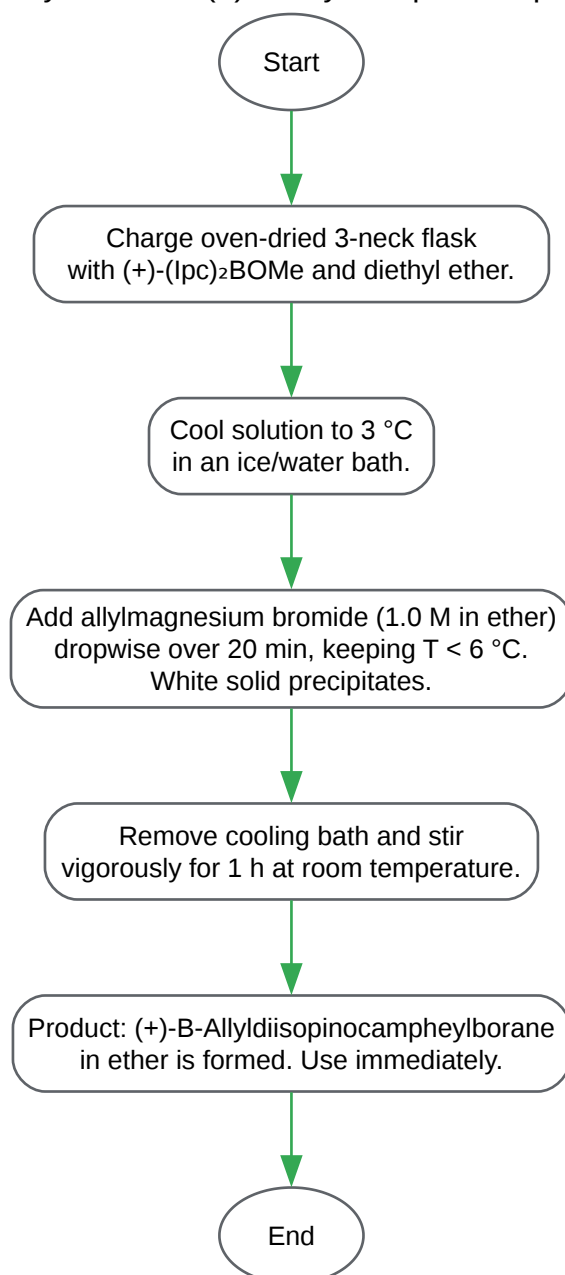 Start
Charge oven-dried 3-neck flask
with (+)-(Ipc)₂BOMe and diethyl ether.
Cool solution to 3 °C
in an ice/water bath.
Add allylmagnesium bromide (1.0 M in ether)
dropwise over 20 min, keeping T < 6 °C.
White solid precipitates.
Remove cooling bath and stir
vigorously for 1 h at room temperature.
Product: (+)-B-Allyldiisopinocampheylborane
in ether is formed. Use immediately.
End